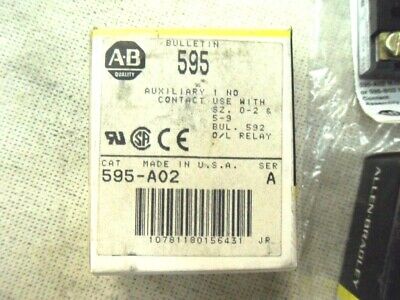 A-B
QUALITY
BULLETIN
595
AUXILIARY 1 NO
CONTACT USE WITH
SZ. 0-2 &
5-9
BUL. 592
O/L RELAY
CAT MADE IN U.S.A. SER
595-A02 A
10781180156431 JR
ALLEN-BRADLEY